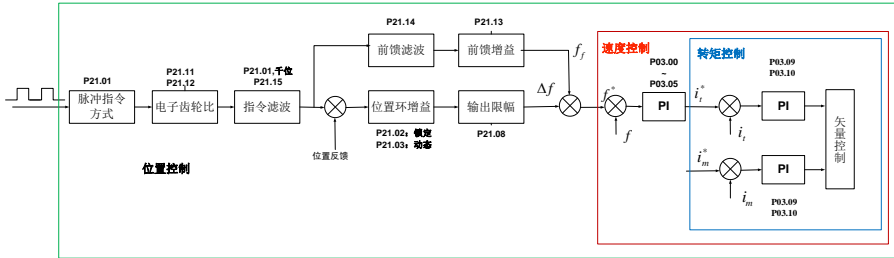 P21.14
P21.13
前馈滤波
前馈增益
f_f
速度控制
转矩控制
P21.01
P21.11
P21.12
P21.01,千位
P21.15
脉冲指令
方式
电子齿轮比
指令滤波
位置环增益
输出限幅
Δf
f*
P03.00
~
P03.05
PI
i_t*
P03.09
P03.10
PI
位置反馈
P21.02：锁定
P21.03：动态
P21.08
f
i_t
矢量控制
位置控制
i_m*
PI
i_m
P03.09
P03.10